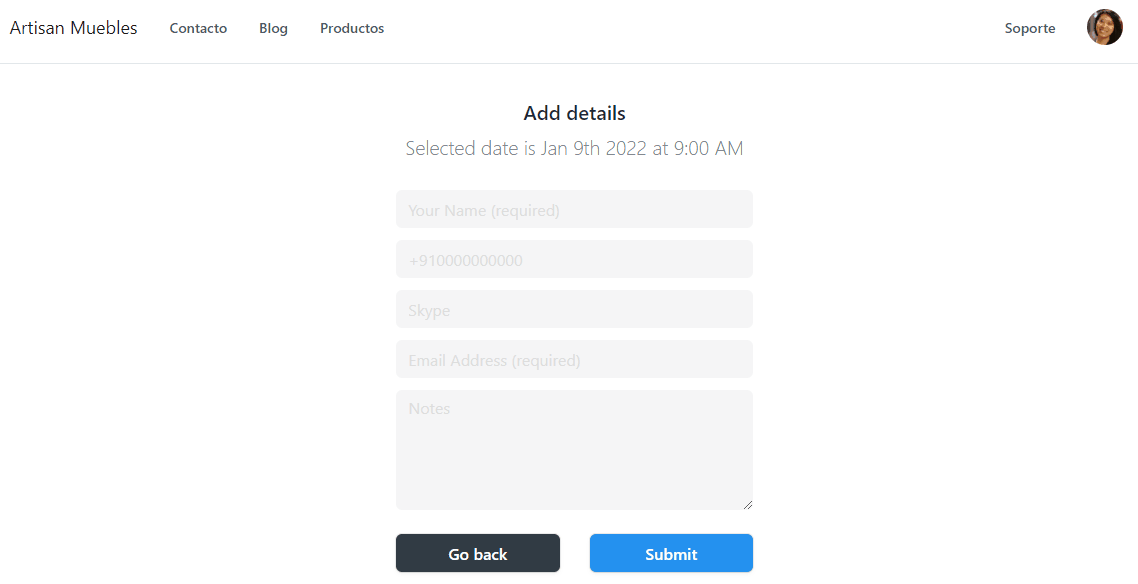 Artisan Muebles Contacto Blog Productos Soporte
Add details
Selected date is Jan 9th 2022 at 9:00 AM
Your Name (required)
+910000000000
Skype
Email Address (required)
Notes
Go back Submit